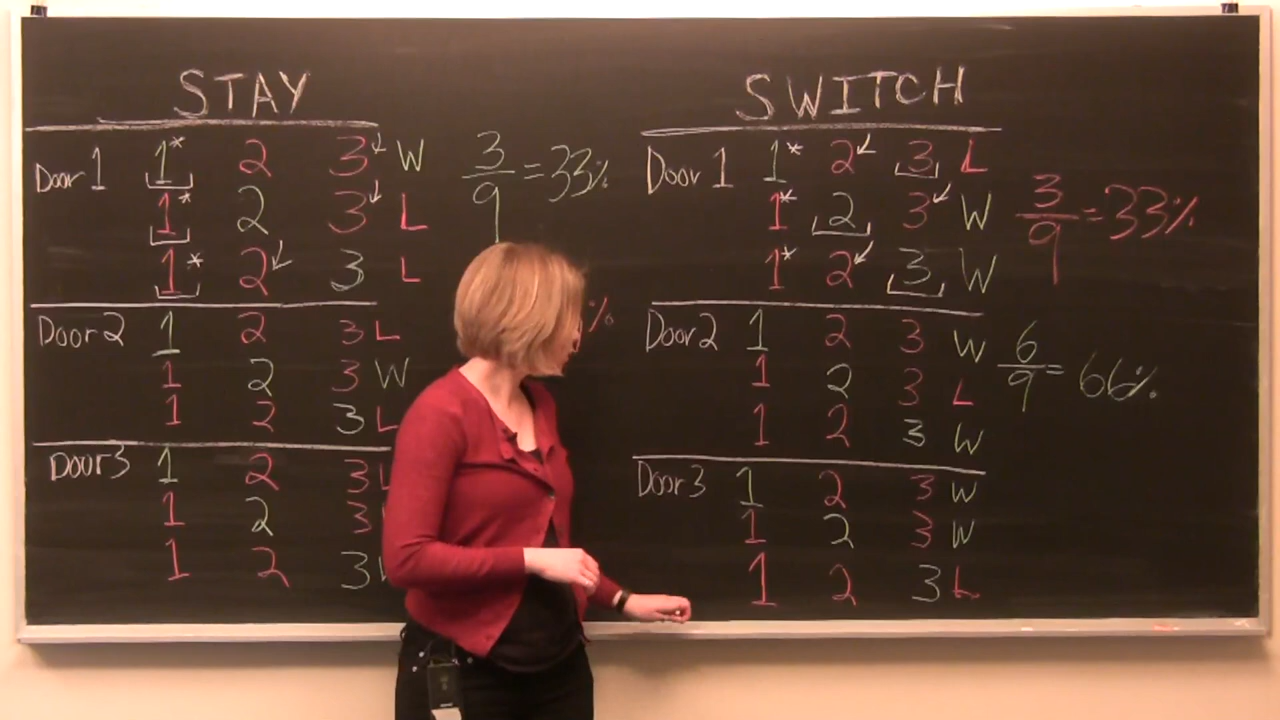 STAY
Door 1 1* 2 3 W
1* 2 3 L
1* 2 3 L
3/9 = 33%
%
Door 2 1 2 3 L
1 2 3 W
1 2 3 L
Door 3 1 2 3
1 2 3
1 2 3
SWITCH
Door 1 1* 2 3 L
1* 2 3 W
1* 2 3 W
3/9 = 33%
Door 2 1 2 3 W
1 2 3 L
1 2 3 W
6/9 = 66%
Door 3 1 2 3 W
1 2 3 W
1 2 3 L